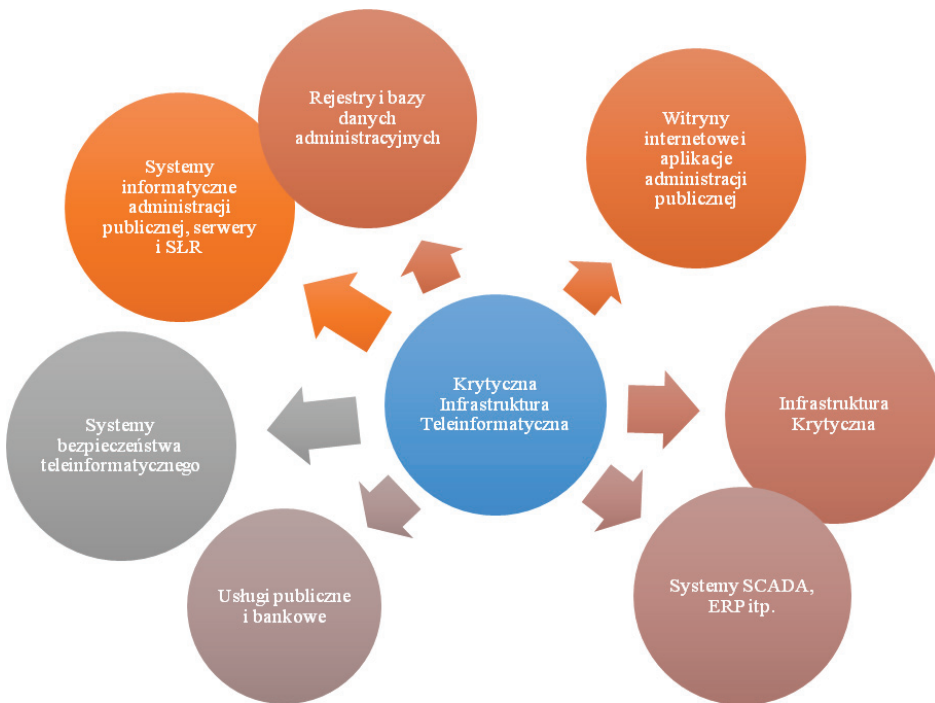 Rejestry i bazy
danych
administracyjnych
Witryny
internetowe i
aplikacje
administracji
publicznej
Systemy
informatyczne
administracji
publicznej, serwery
i SŁR
Krytyczna
Infrastruktura
Teleinformatyczna
Infrastruktura
Krytyczna
Systemy
bezpieczeństwa
teleinformatycznego
Usługi publiczne
i bankowe
Systemy SCADA,
ERP itp.